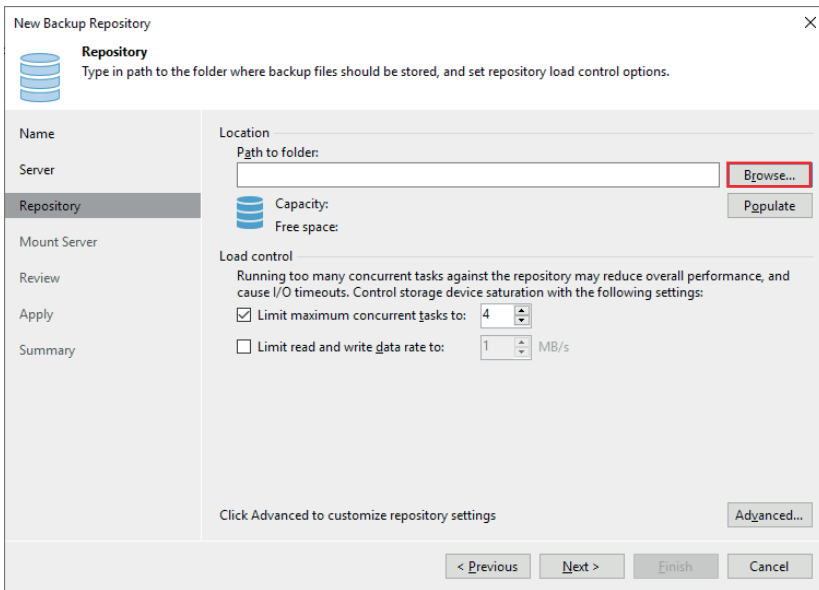 New Backup Repository
Repository
Type in path to the folder where backup files should be stored, and set repository load control options.
Name
Server
Repository
Mount Server
Review
Apply
Summary
Location
Path to folder:
Browse...
Capacity:
Populate
Free space:
Load control
Running too many concurrent tasks against the repository may reduce overall performance, and
cause I/O timeouts. Control storage device saturation with the following settings:
Limit maximum concurrent tasks to: 4
Limit read and write data rate to: 1 MB/s
Click Advanced to customize repository settings
Advanced...
< Previous Next > Finish Cancel